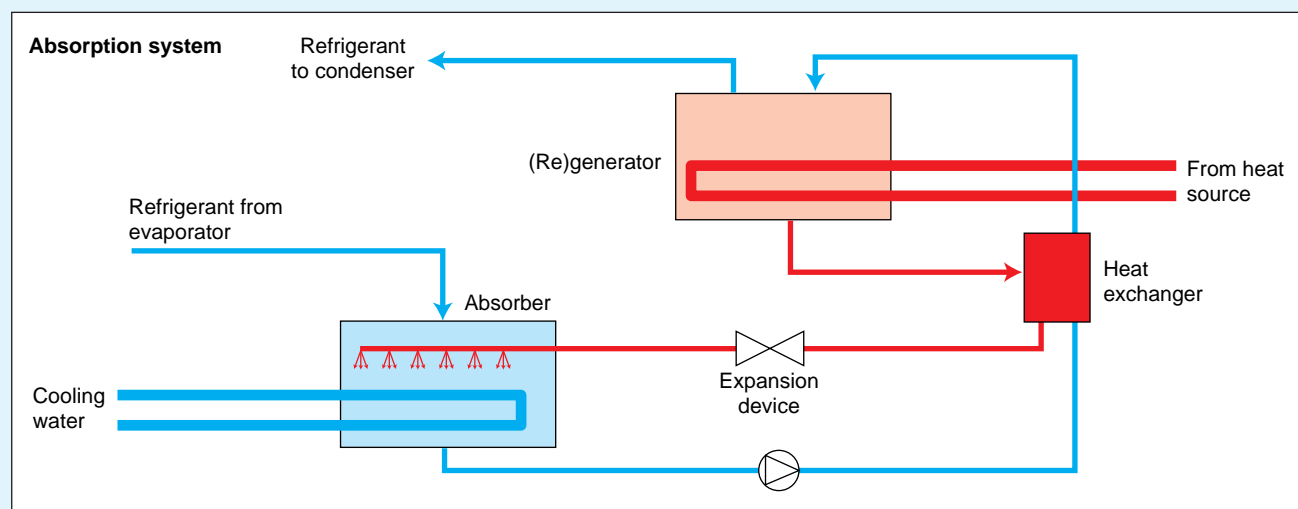 Absorption system
Refrigerant
to condenser
(Re)generator
From heat
source
Refrigerant from
evaporator
Heat
exchanger
Absorber
Expansion
device
Cooling
water